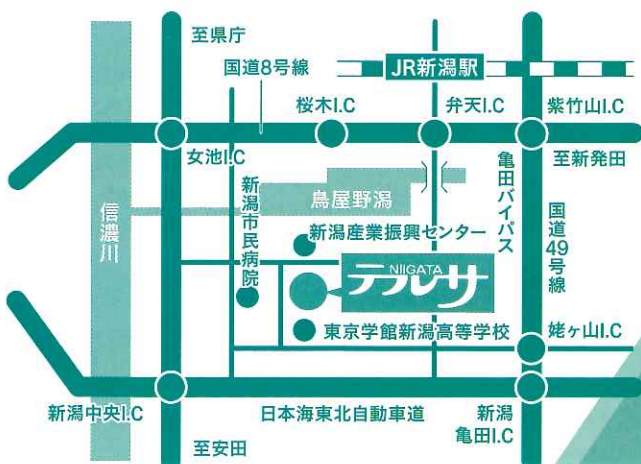 至県庁
国道8号線
JR新潟駅
桜木I.C
弁天I.C
紫竹山I.C
女池I.C
至新発田
信濃川
新潟市民病院
鳥屋野潟
亀田バイパス
国道49号線
新潟産業振興センター
NIIGATA
テルサ
東京学館新潟高等学校
姥ヶ山I.C
新潟中央I.C
日本海東北自動車道
新潟
亀田I.C
至安田